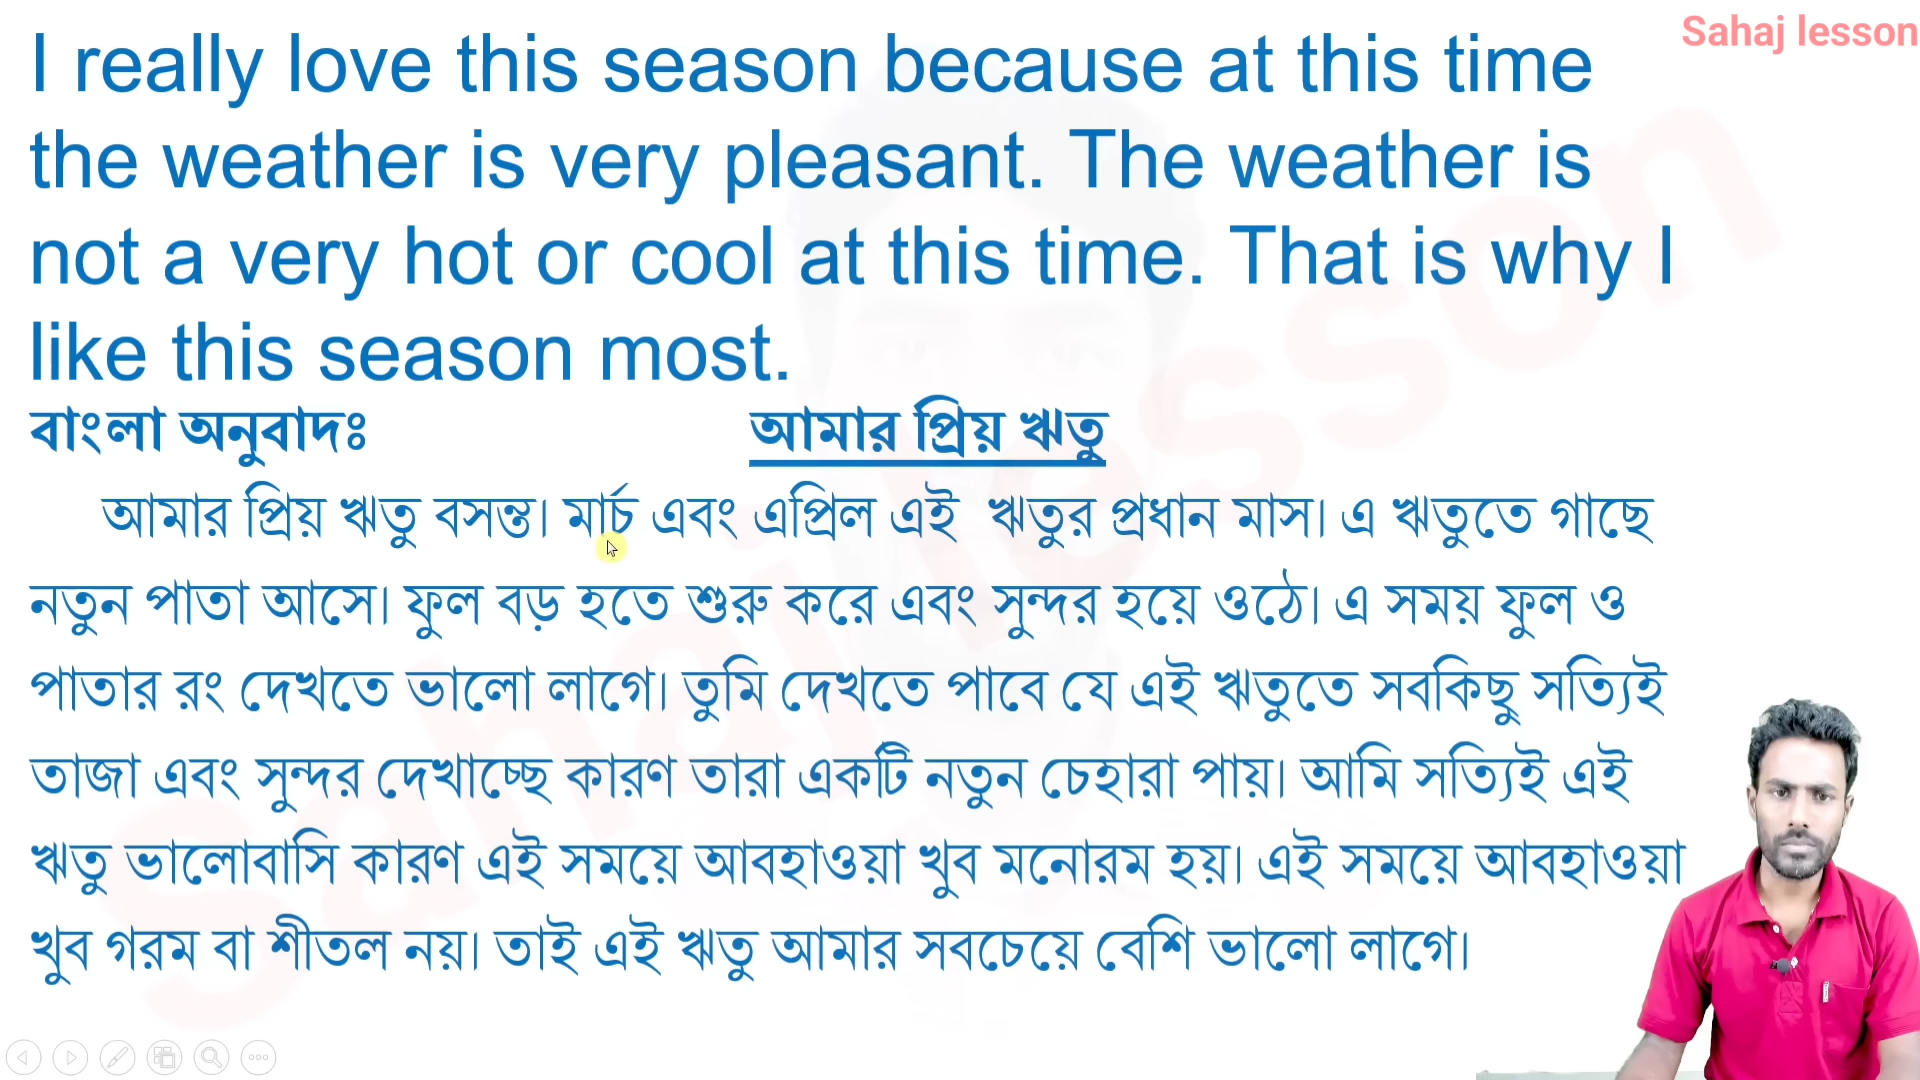 Sahaj lesson
I really love this season because at this time
the weather is very pleasant. The weather is
not a very hot or cool at this time. That is why I
like this season most.
বাংলা অনুবাদঃ আমার প্রিয় ঋতু
আমার প্রিয় ঋতু বসন্ত। মার্চ এবং এপ্রিল এই ঋতুর প্রধান মাস। এ ঋতুতে গাছে
নতুন পাতা আসে। ফুল বড় হতে শুরু করে এবং সুন্দর হয়ে ওঠে। এ সময় ফুল ও
পাতার রং দেখতে ভালো লাগে। তুমি দেখতে পাবে যে এই ঋতুতে সবকিছু সত্যিই
তাজা এবং সুন্দর দেখাচ্ছে কারণ তারা একটি নতুন চেহারা পায়। আমি সত্যিই এই
ঋতু ভালোবাসি কারণ এই সময়ে আবহাওয়া খুব মনোরম হয়। এই সময়ে আবহাওয়া
খুব গরম বা শীতল নয়। তাই এই ঋতু আমার সবচেয়ে বেশি ভালো লাগে।
Sahaj lesson